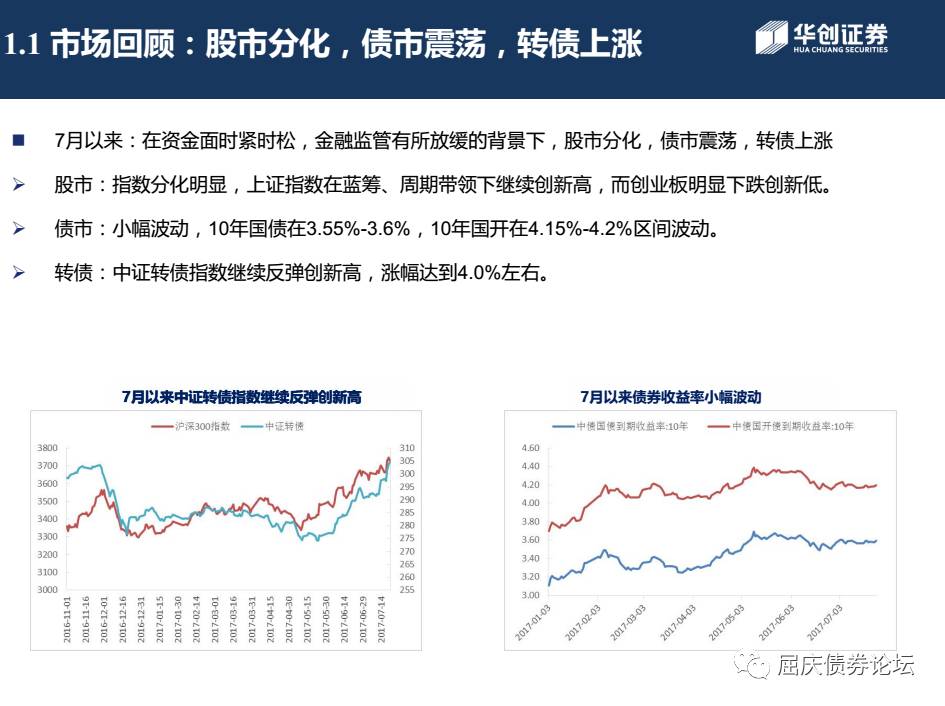 1.1 市场回顾：股市分化，债市震荡，转债上涨
华创证券
HUA CHUANG SECURITIES
7月以来：在资金面时紧时松，金融监管有所放缓的背景下，股市分化，债市震荡，转债上涨
股市：指数分化明显，上证指数在蓝筹、周期带领下继续创新高，而创业板明显下跌创新低。
债市：小幅波动，10年国债在3.55%-3.6%，10年国开在4.15%-4.2%区间波动。
转债：中证转债指数继续反弹创新高，涨幅达到4.0%左右。
7月以来中证转债指数继续反弹创新高
沪深300指数 中证转债
3800 310
3700 305
3600 300
3500 295
3400 290
3300 285
3200 280
3100 275
3000 270
265
260
255
2016-11-01 2016-11-16 2016-12-01 2016-12-16 2016-12-31 2017-01-15 2017-01-30 2017-02-14 2017-03-01 2017-03-16 2017-03-31 2017-04-15 2017-04-30 2017-05-15 2017-05-30 2017-06-14 2017-06-29 2017-07-14
7月以来债券收益率小幅波动
中债国债到期收益率:10年 中债国开债到期收益率:10年
4.60
4.40
4.20
4.00
3.80
3.60
3.40
3.20
3.00
2017-01-03 2017-02-03 2017-03-03 2017-04-03 2017-05-03 2017-06-03 2017-07-03
屈庆债券论坛